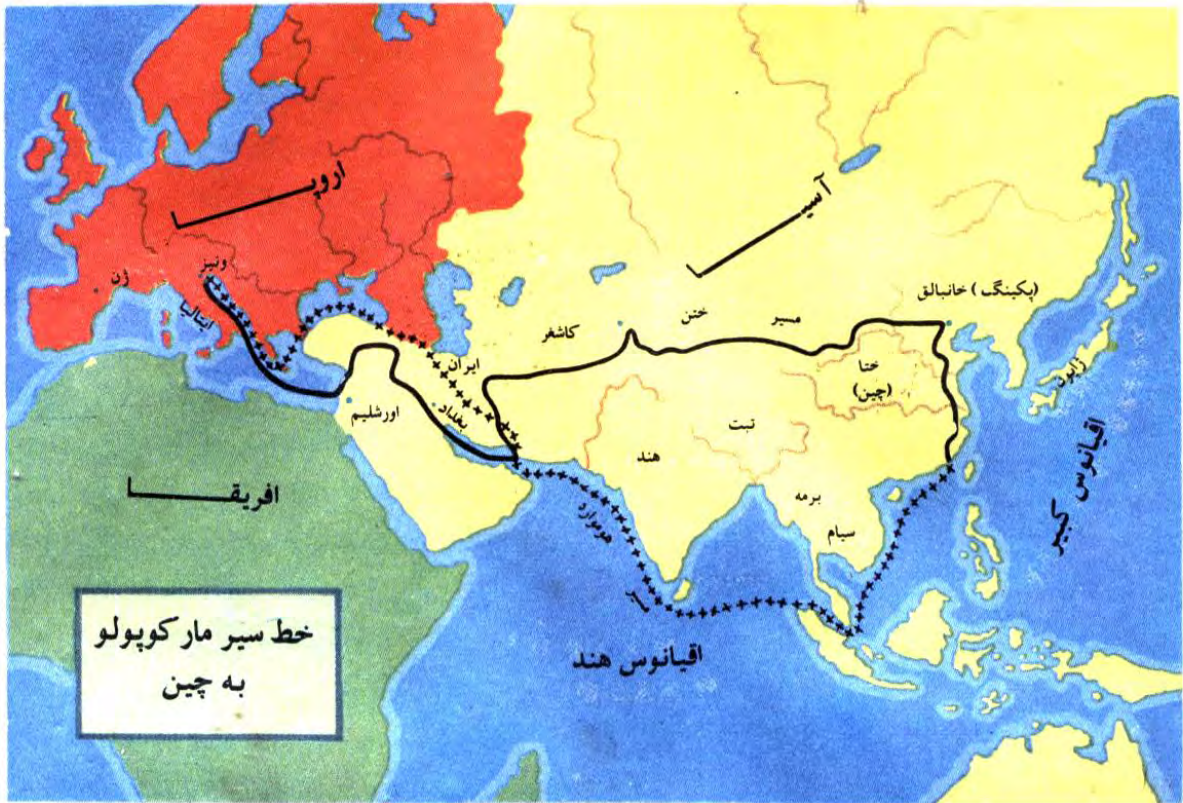 اروپا
آسیا
ونیز
ژن
ایتالیا
(پکینگ) خانبالق
مسیر
ختن
کاشغر
ایران
ختا
(چین)
ژاپون
اورشلیم
بغداد
تبت
هند
اقیانوس کبیر
افریقا
برمه
سیام
مسیر
اقیانوس هند
خط سیر مارکوپولو
به چین